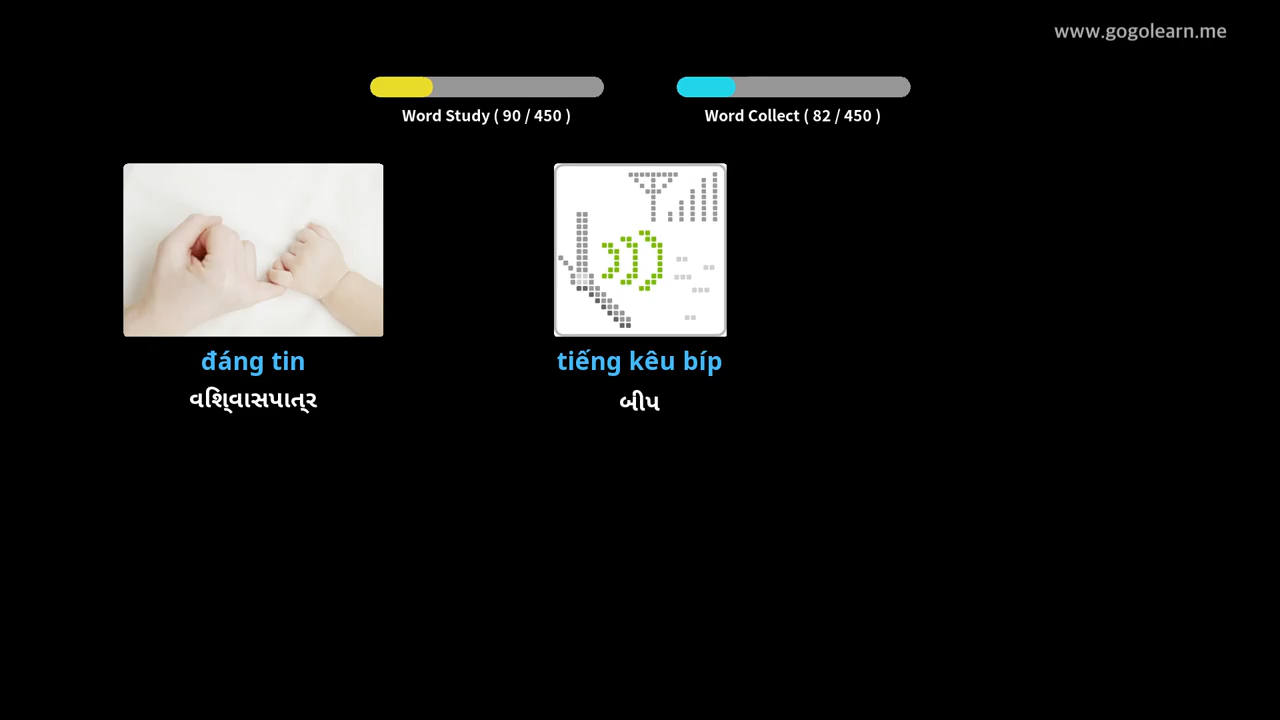 www.gogolearn.me
Word Study ( 90 / 450 )
Word Collect ( 82 / 450 )
đáng tin
વિશ્વાસપાત્ર
tiếng kêu bíp
બીપ